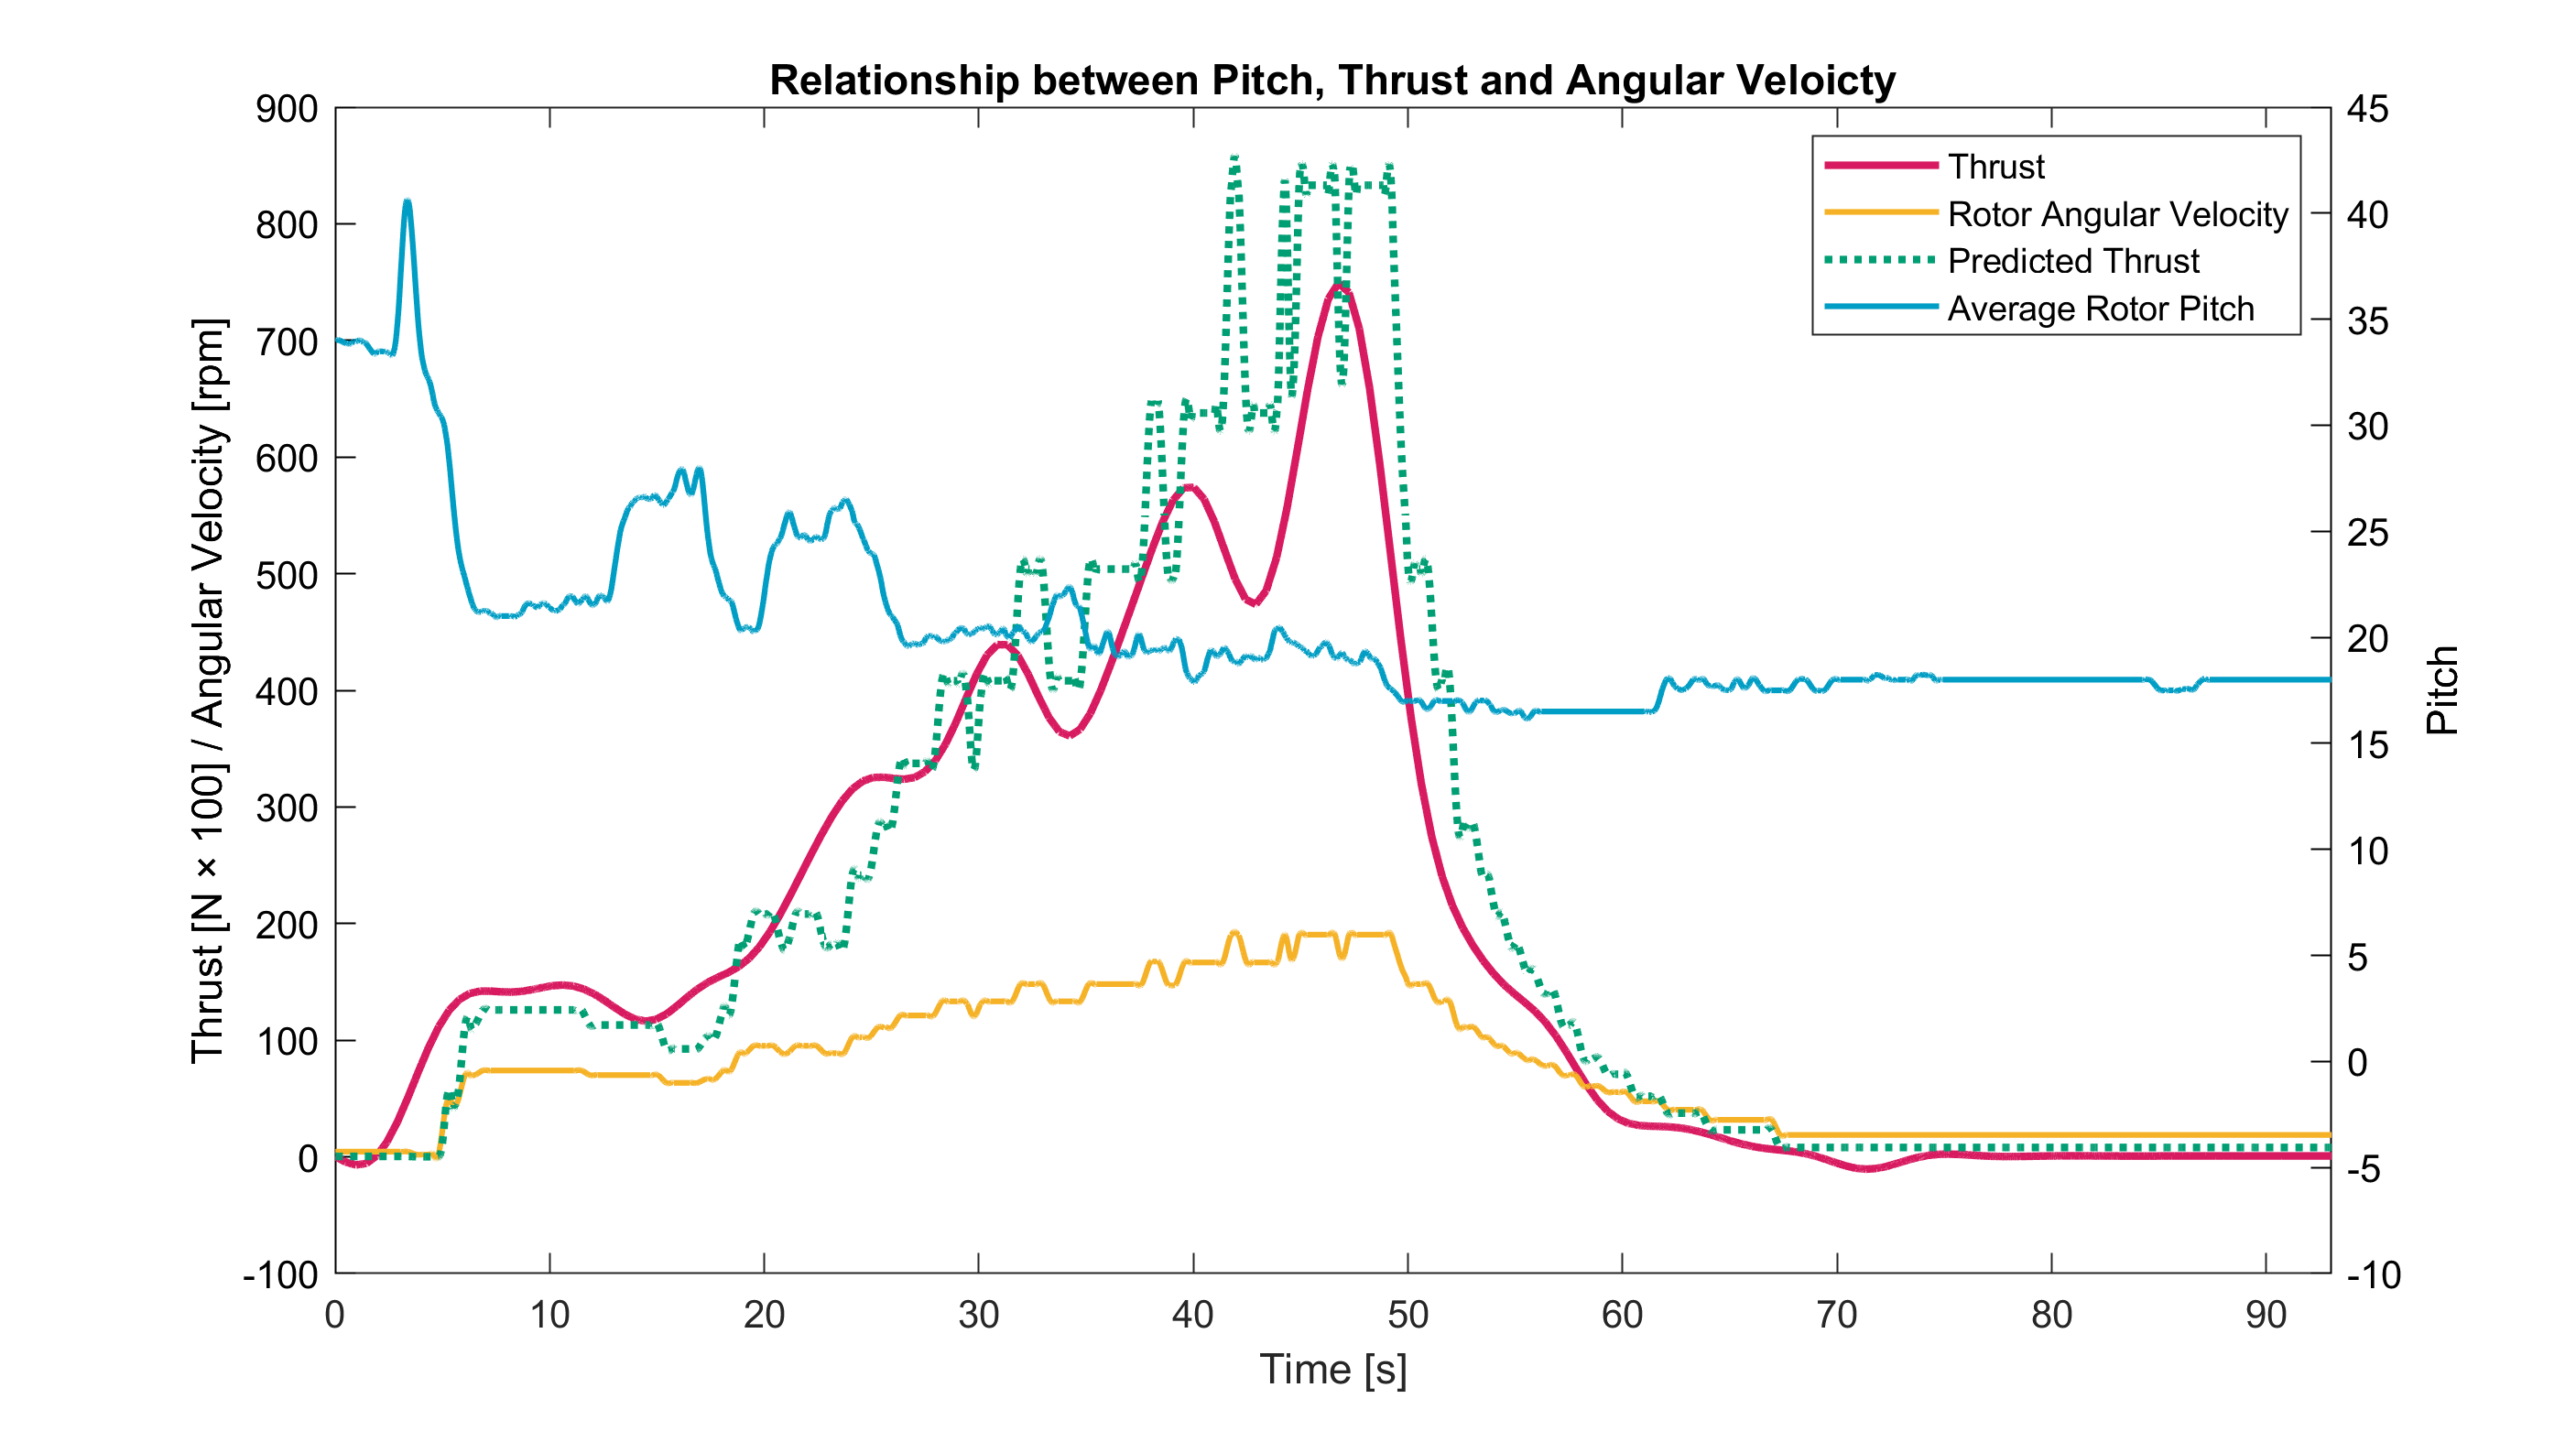 Relationship between Pitch, Thrust and Angular Veloicty
900
800
700
600
500
400
300
200
100
0
-100
Thrust [N × 100] / Angular Velocity [rpm]
45
40
35
30
25
20
15
10
5
0
-5
-10
Pitch
Thrust
Rotor Angular Velocity
Predicted Thrust
Average Rotor Pitch
0 10 20 30 40 50 60 70 80 90
Time [s]